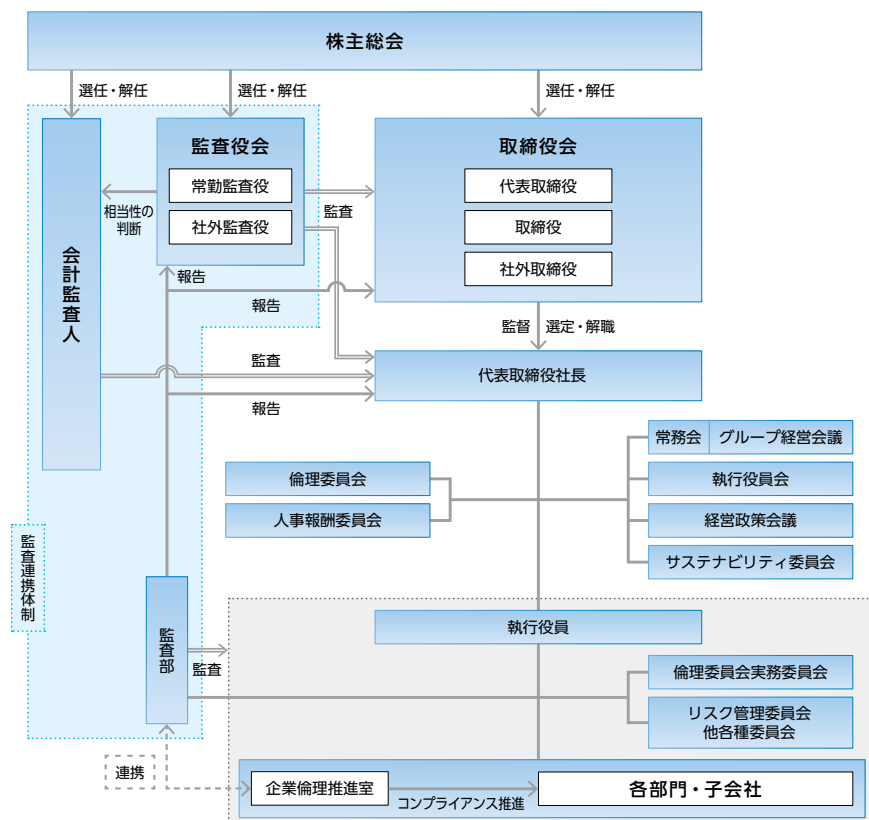 株主総会
選任・解任
選任・解任
選任・解任
監査役会
常勤監査役
社外監査役
取締役会
代表取締役
取締役
社外取締役
会計監査人
相当性の
判断
監査
報告
報告
監督
選定・解職
監査
代表取締役社長
報告
常務会
グループ経営会議
執行役員会
経営政策会議
サステナビリティ委員会
倫理委員会
人事報酬委員会
監査連携体制
監査部
監査
執行役員
倫理委員会実務委員会
リスク管理委員会
他各種委員会
連携
企業倫理推進室
コンプライアンス推進
各部門・子会社